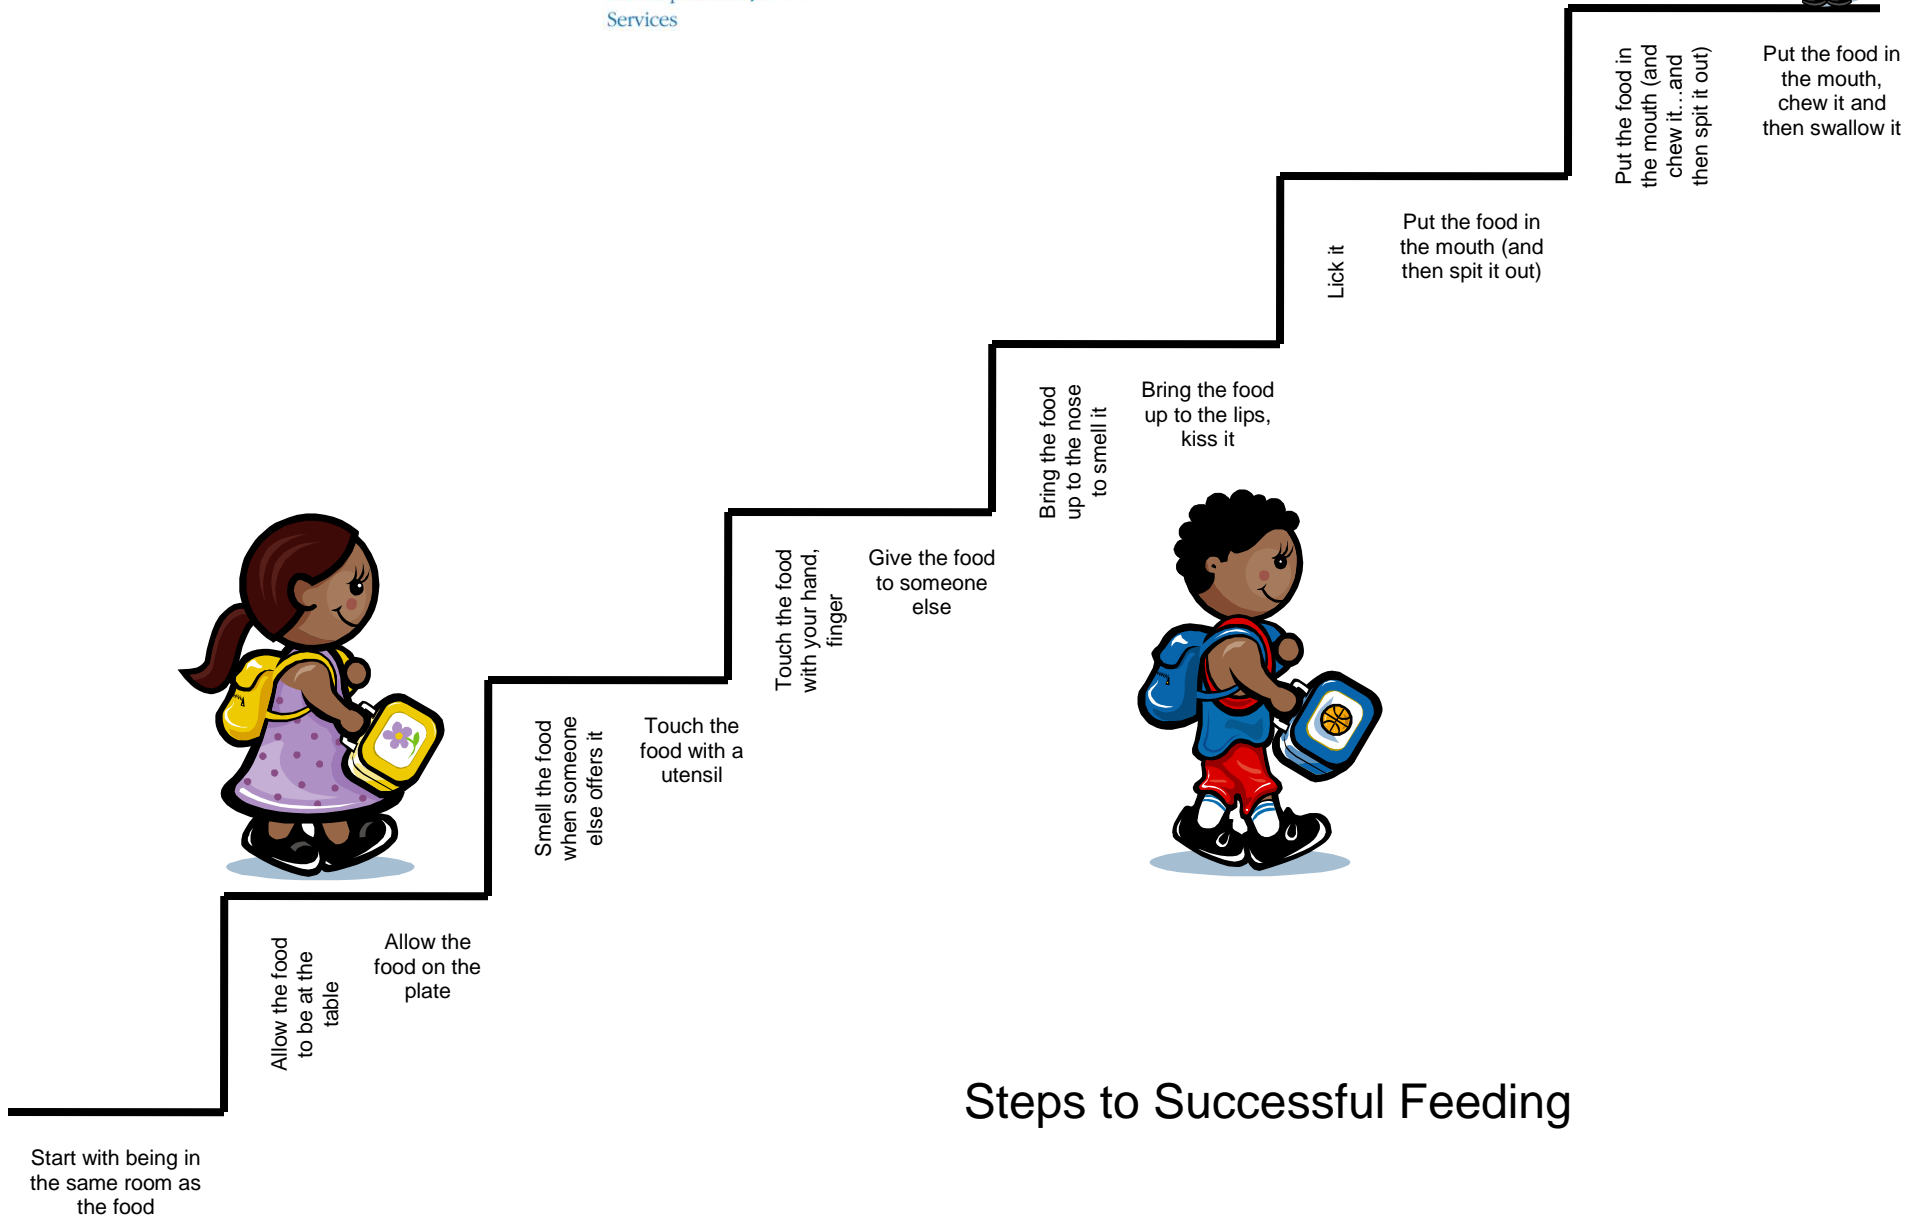 Services
Put the food in
the mouth (and
chew it...and
then spit it out)
Put the food in
the mouth,
chew it and
then swallow it
Lick it
Put the food in
the mouth (and
then spit it out)
Bring the food
up to the nose
to smell it
Bring the food
up to the lips,
kiss it
Touch the food
with your hand,
finger
Give the food
to someone
else
Smell the food
when someone
else offers it
Touch the
food with a
utensil
Allow the food
to be at the
table
Allow the
food on the
plate
Steps to Successful Feeding
Start with being in
the same room as
the food